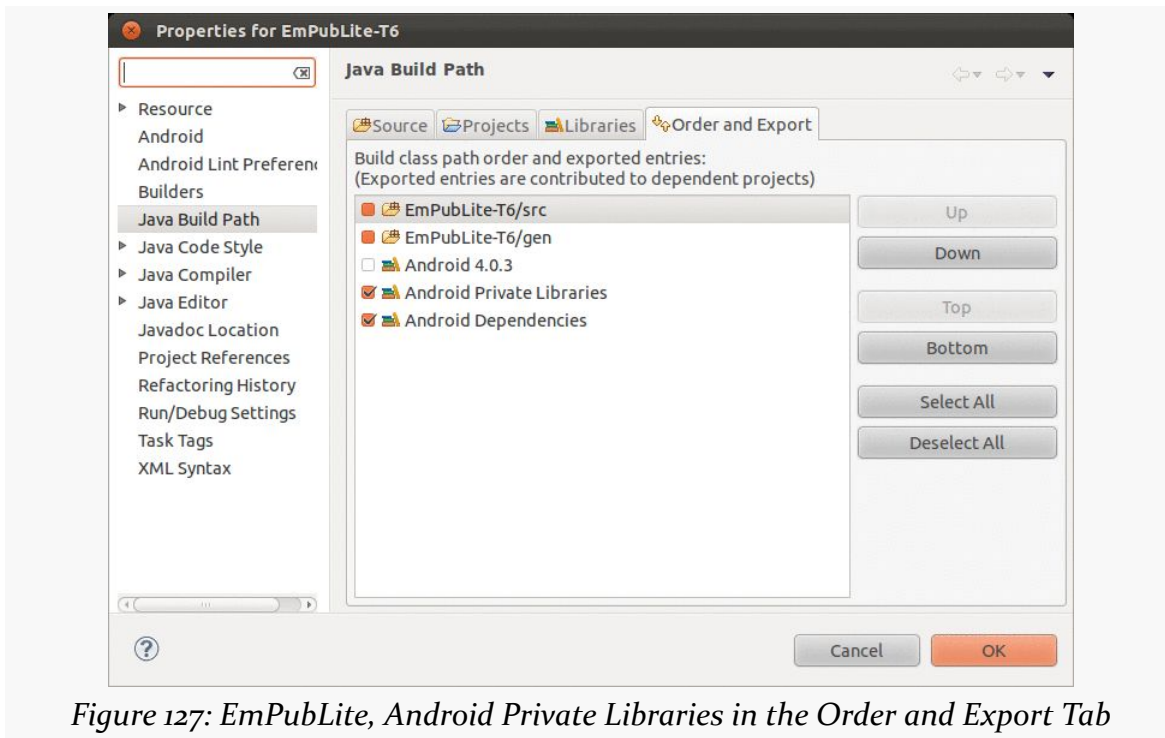 Properties for EmPubLite-T6
Java Build Path
Resource
Android
Android Lint Preferen
Builders
Java Build Path
Java Code Style
Java Compiler
Java Editor
Javadoc Location
Project References
Refactoring History
Run/Debug Settings
Task Tags
XML Syntax
Source Projects Libraries Order and Export
Build class path order and exported entries:
(Exported entries are contributed to dependent projects)
EmPubLite-T6/src
EmPubLite-T6/gen
Android 4.0.3
Android Private Libraries
Android Dependencies
Up
Down
Top
Bottom
Select All
Deselect All
Cancel OK
Figure 127: EmPubLite, Android Private Libraries in the Order and Export Tab